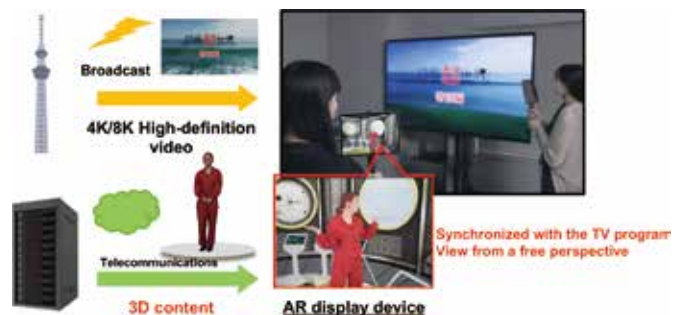 Broadcast
4K/8K High-definition
video
Telecommunications
3D content
AR display device
Synchronized with the TV program
View from a free perspective